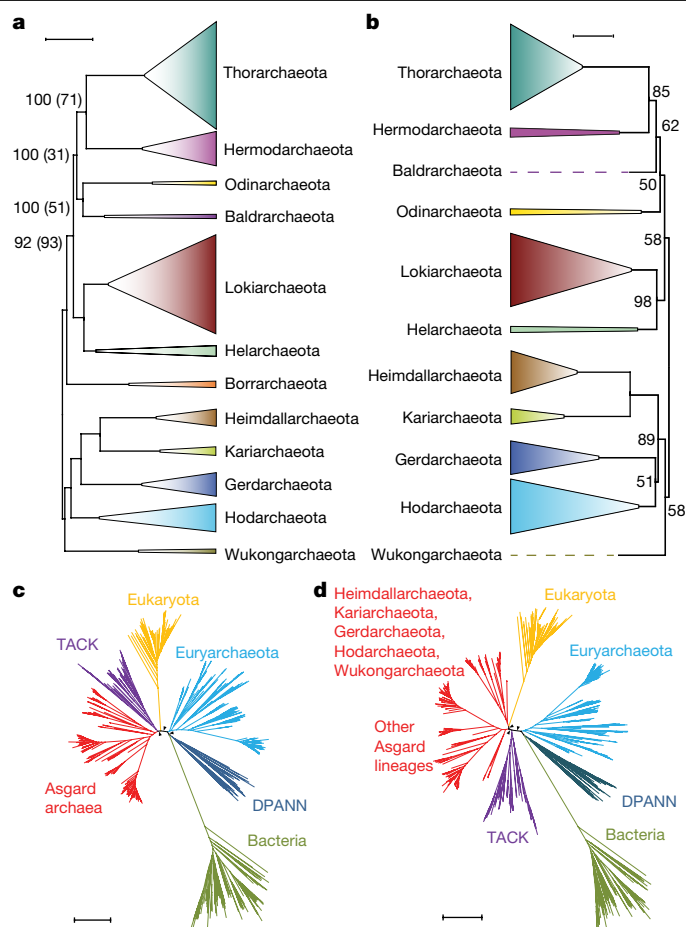 a
Thorarchaeota
100 (71)
Hermodarchaeota
100 (31)
Odinarchaeota
100 (51)
Baldrarchaeota
92 (93)
Lokiarchaeota
Helarchaeota
Borrarchaeota
Heimdallarchaeota
Kariarchaeota
Gerdarchaeota
Hodarchaeota
Wukongarchaeota
b
Thorarchaeota
85
Hermodarchaeota
62
Baldrarchaeota
50
Odinarchaeota
58
Lokiarchaeota
98
Helarchaeota
Heimdallarchaeota
Kariarchaeota
89
Gerdarchaeota
51
Hodarchaeota
58
Wukongarchaeota
c
Eukaryota
TACK
Euryarchaeota
Asgard
archaea
DPANN
Bacteria
d
Heimdallarchaeota,
Kariarchaeota,
Gerdarchaeota,
Hodarchaeota,
Wukongarchaeota
Eukaryota
Euryarchaeota
Other
Asgard
lineages
DPANN
TACK
Bacteria